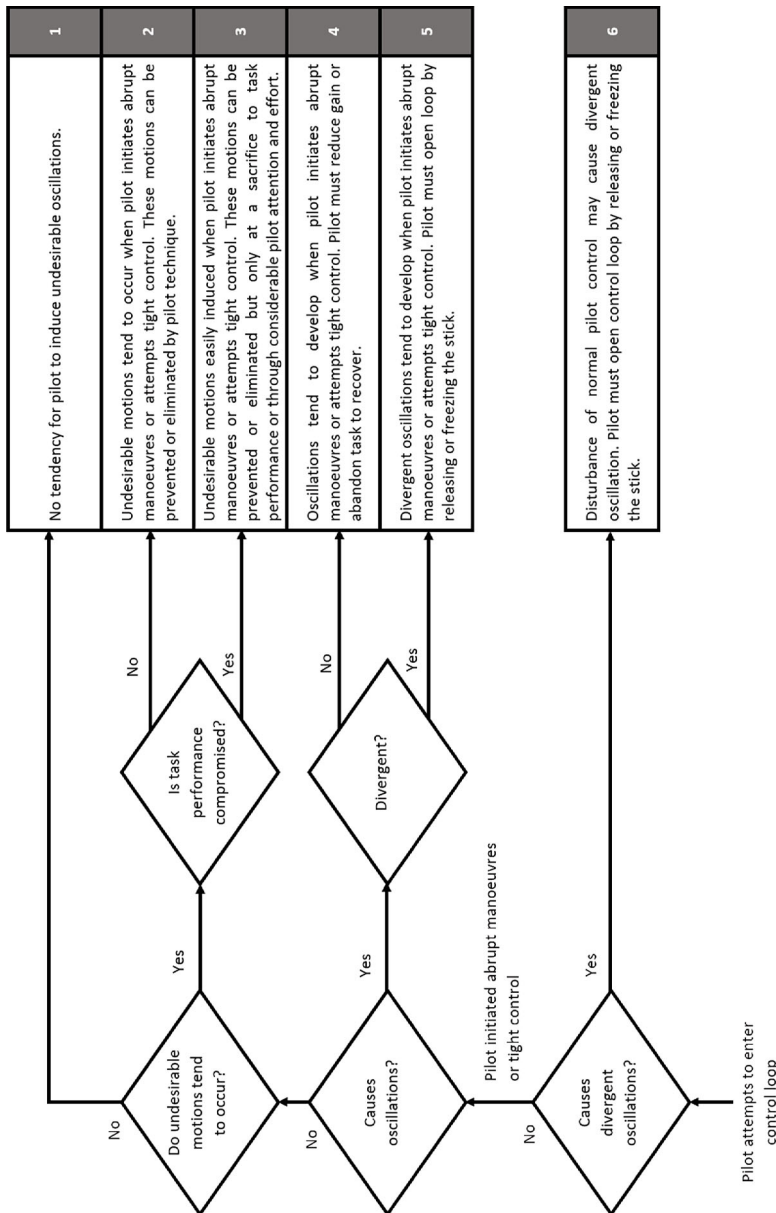 Pilot attempts to enter
control loop
Causes
divergent
oscillations?
Yes
No
Pilot initiated abrupt manoeuvres
or tight control
Causes
oscillations?
Yes
No
Do undesirable
motions tend
to occur?
Yes
No
Is task
performance
compromised?
No
Yes
Divergent?
No
Yes
No tendency for pilot to induce undesirable oscillations.
1
Undesirable motions tend to occur when pilot initiates abrupt
manoeuvres or attempts tight control. These motions can be
prevented or eliminated by pilot technique.
2
Undesirable motions easily induced when pilot initiates abrupt
manoeuvres or attempts tight control. These motions can be
prevented or eliminated but only at a sacrifice to task
performance or through considerable pilot attention and effort.
3
Oscillations tend to develop when pilot initiates abrupt
manoeuvres or attempts tight control. Pilot must reduce gain or
abandon task to recover.
4
Divergent oscillations tend to develop when pilot initiates abrupt
manoeuvres or attempts tight control. Pilot must open loop by
releasing or freezing the stick.
5
Disturbance of normal pilot control may cause divergent
oscillation. Pilot must open control loop by releasing or freezing
the stick.
6